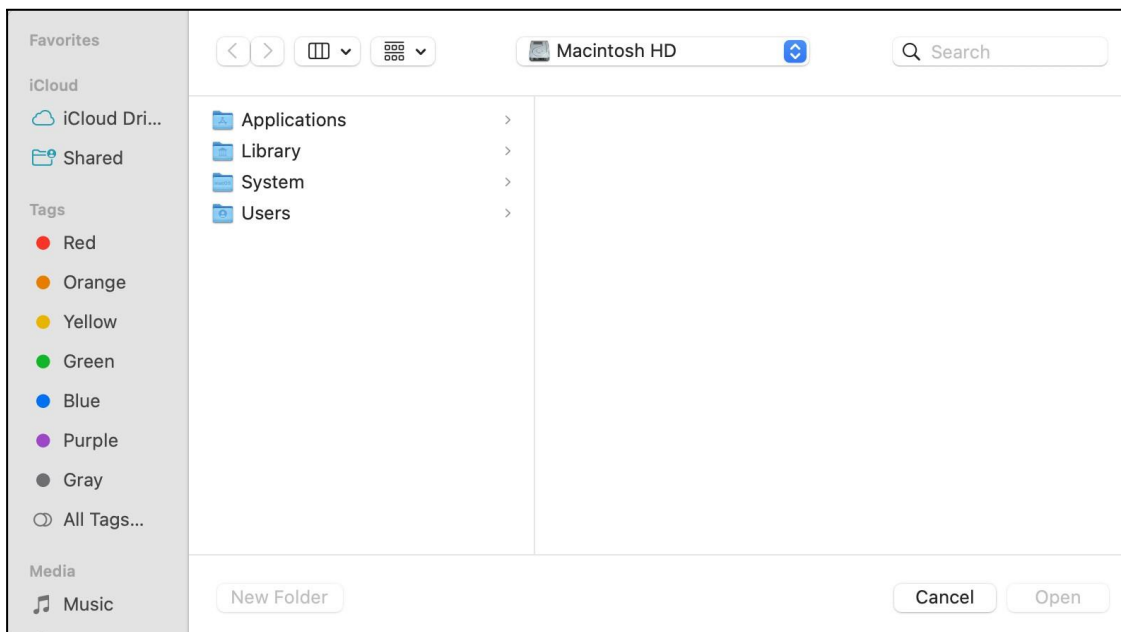 Favorites
iCloud
iCloud Dri...
Shared
Tags
Red
Orange
Yellow
Green
Blue
Purple
Gray
All Tags...
Media
Music
Macintosh HD
Search
Applications
Library
System
Users
New Folder
Cancel
Open